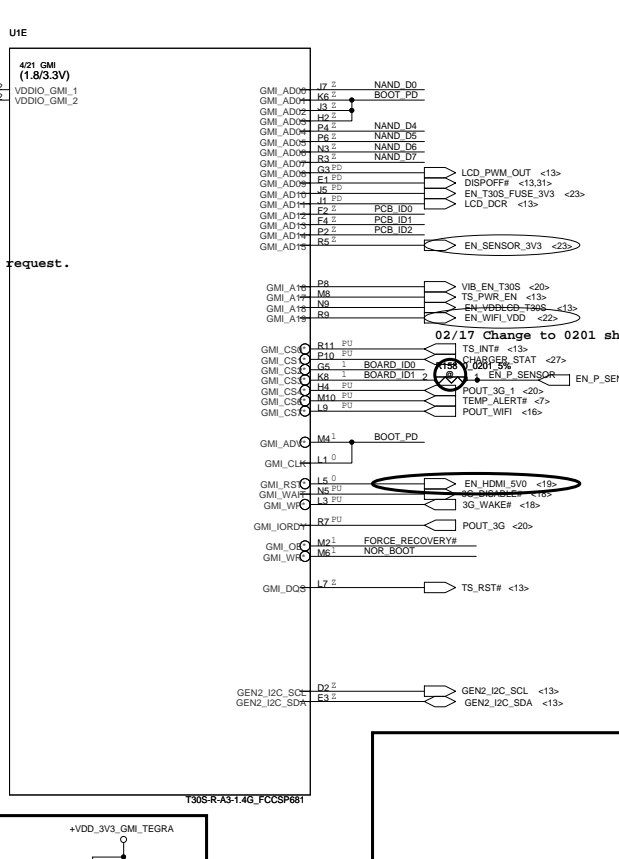 U1E
4/21 GMI
(1.8/3.3V)
VDDIO_GMI_1
VDDIO_GMI_2
GMI_AD00 J7 Z NAND_D0
GMI_AD01 K6 Z BOOT_PD
GMI_AD02 J3 Z
GMI_AD03 H2 Z
GMI_AD04 P4 Z NAND_D4
GMI_AD05 P6 Z NAND_D5
GMI_AD06 N3 Z NAND_D6
GMI_AD07 R3 Z NAND_D7
GMI_AD08 G3 PD LCD_PWM_OUT <13>
GMI_AD09 E1 PD DISPOFF# <13,31>
GMI_AD10 J5 PD EN_T30S_FUSE_3V3 <23>
GMI_AD11 J1 PD LCD_DCR <13>
GMI_AD12 F2 Z PCB_ID0
GMI_AD13 F4 Z PCB_ID1
GMI_AD14 P2 Z PCB_ID2
GMI_AD15 R5 Z EN_SENSOR_3V3 <23>
request.
GMI_A16 P8 VIB_EN_T30S <20>
GMI_A17 M8 TS_PWR_EN <13>
GMI_A18 N9 EN_VDDLCD_T30S <13>
GMI_A19 R9 EN_WIFI_VDD <22>
02/17 Change to 0201 sh
GMI_CS0* R11 PU TS_INT# <13>
GMI_CS1* P10 PU CHARGER_STAT <27>
GMI_CS2* G5 1 BOARD_ID0 R158 0_0201_5%
GMI_CS3* K8 1 BOARD_ID1 2 @ 1 EN_P_SENSOR EN_P_SEN
GMI_CS4* H4 PU POUT_3G_1 <20>
GMI_CS6* M10 PU TEMP_ALERT# <7>
GMI_CS7* L9 PU POUT_WIFI <16>
GMI_ADV* M4 1 BOOT_PD
GMI_CLK L1 0
GMI_RST* L5 0 EN_HDMI_5V0 <19>
GMI_WAIT N5 PU 3G_DISABLE# <18>
GMI_WP* L3 PU 3G_WAKE# <18>
GMI_IORDY R7 PU POUT_3G <20>
GMI_OE* M2 1 FORCE_RECOVERY#
GMI_WR* M6 1 NOR_BOOT
GMI_DQS L7 Z TS_RST# <13>
GEN2_I2C_SCL D2 Z GEN2_I2C_SCL <13>
GEN2_I2C_SDA E3 Z GEN2_I2C_SDA <13>
T30S-R-A3-1.4G_FCCSP681
+VDD_3V3_GMI_TEGRA